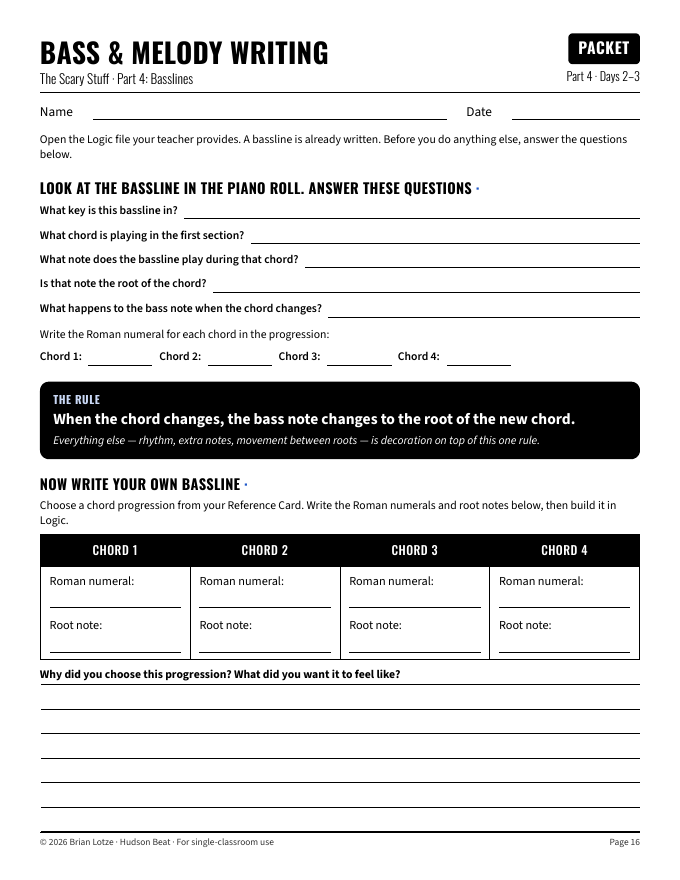 BASS & MELODY WRITING
PACKET
The Scary Stuff · Part 4: Basslines
Part 4 · Days 2–3
Name
Date
Open the Logic file your teacher provides. A bassline is already written. Before you do anything else, answer the questions
below.
LOOK AT THE BASSLINE IN THE PIANO ROLL. ANSWER THESE QUESTIONS ·
What key is this bassline in?
What chord is playing in the first section?
What note does the bassline play during that chord?
Is that note the root of the chord?
What happens to the bass note when the chord changes?
Write the Roman numeral for each chord in the progression:
Chord 1: Chord 2: Chord 3: Chord 4:
THE RULE
When the chord changes, the bass note changes to the root of the new chord.
Everything else — rhythm, extra notes, movement between roots — is decoration on top of this one rule.
NOW WRITE YOUR OWN BASSLINE ·
Choose a chord progression from your Reference Card. Write the Roman numerals and root notes below, then build it in
Logic.
CHORD 1 CHORD 2 CHORD 3 CHORD 4
Roman numeral: Roman numeral: Roman numeral: Roman numeral:
Root note: Root note: Root note: Root note:
Why did you choose this progression? What did you want it to feel like?
© 2026 Brian Lotze · Hudson Beat · For single-classroom use
Page 16